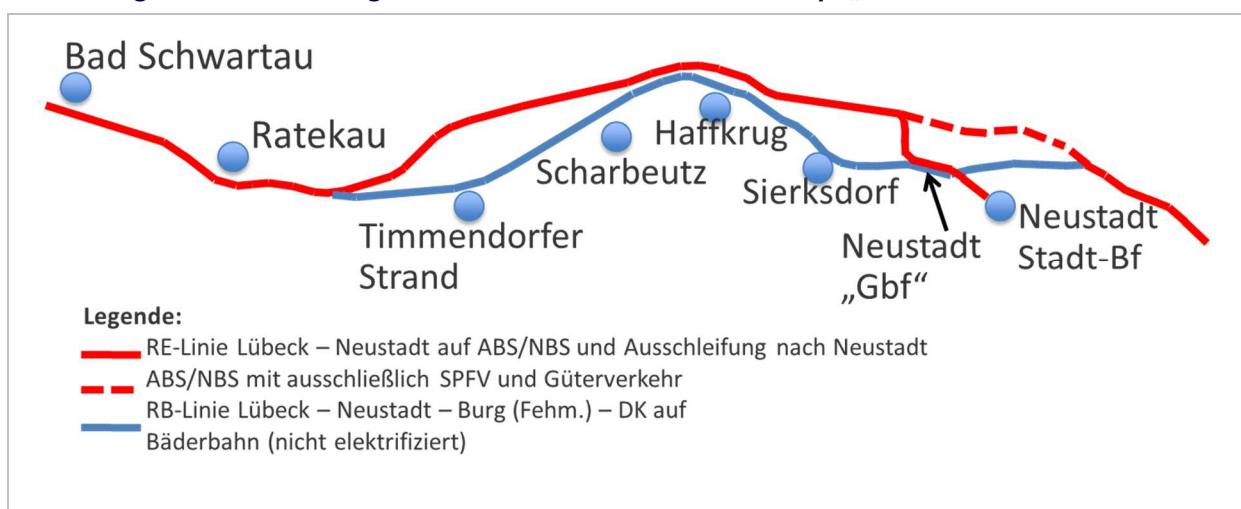 Bad Schwartau
Ratekau
Haffkrug
Scharbeutz
Sierksdorf
Timmendorfer
Strand
Neustadt
„Gbf“
Neustadt
Stadt-Bf
Legende:
RE-Linie Lübeck – Neustadt auf ABS/NBS und Ausschleifung nach Neustadt
ABS/NBS mit ausschließlich SPFV und Güterverkehr
RB-Linie Lübeck – Neustadt – Burg (Fehm.) – DK auf
Bäderbahn (nicht elektrifiziert)